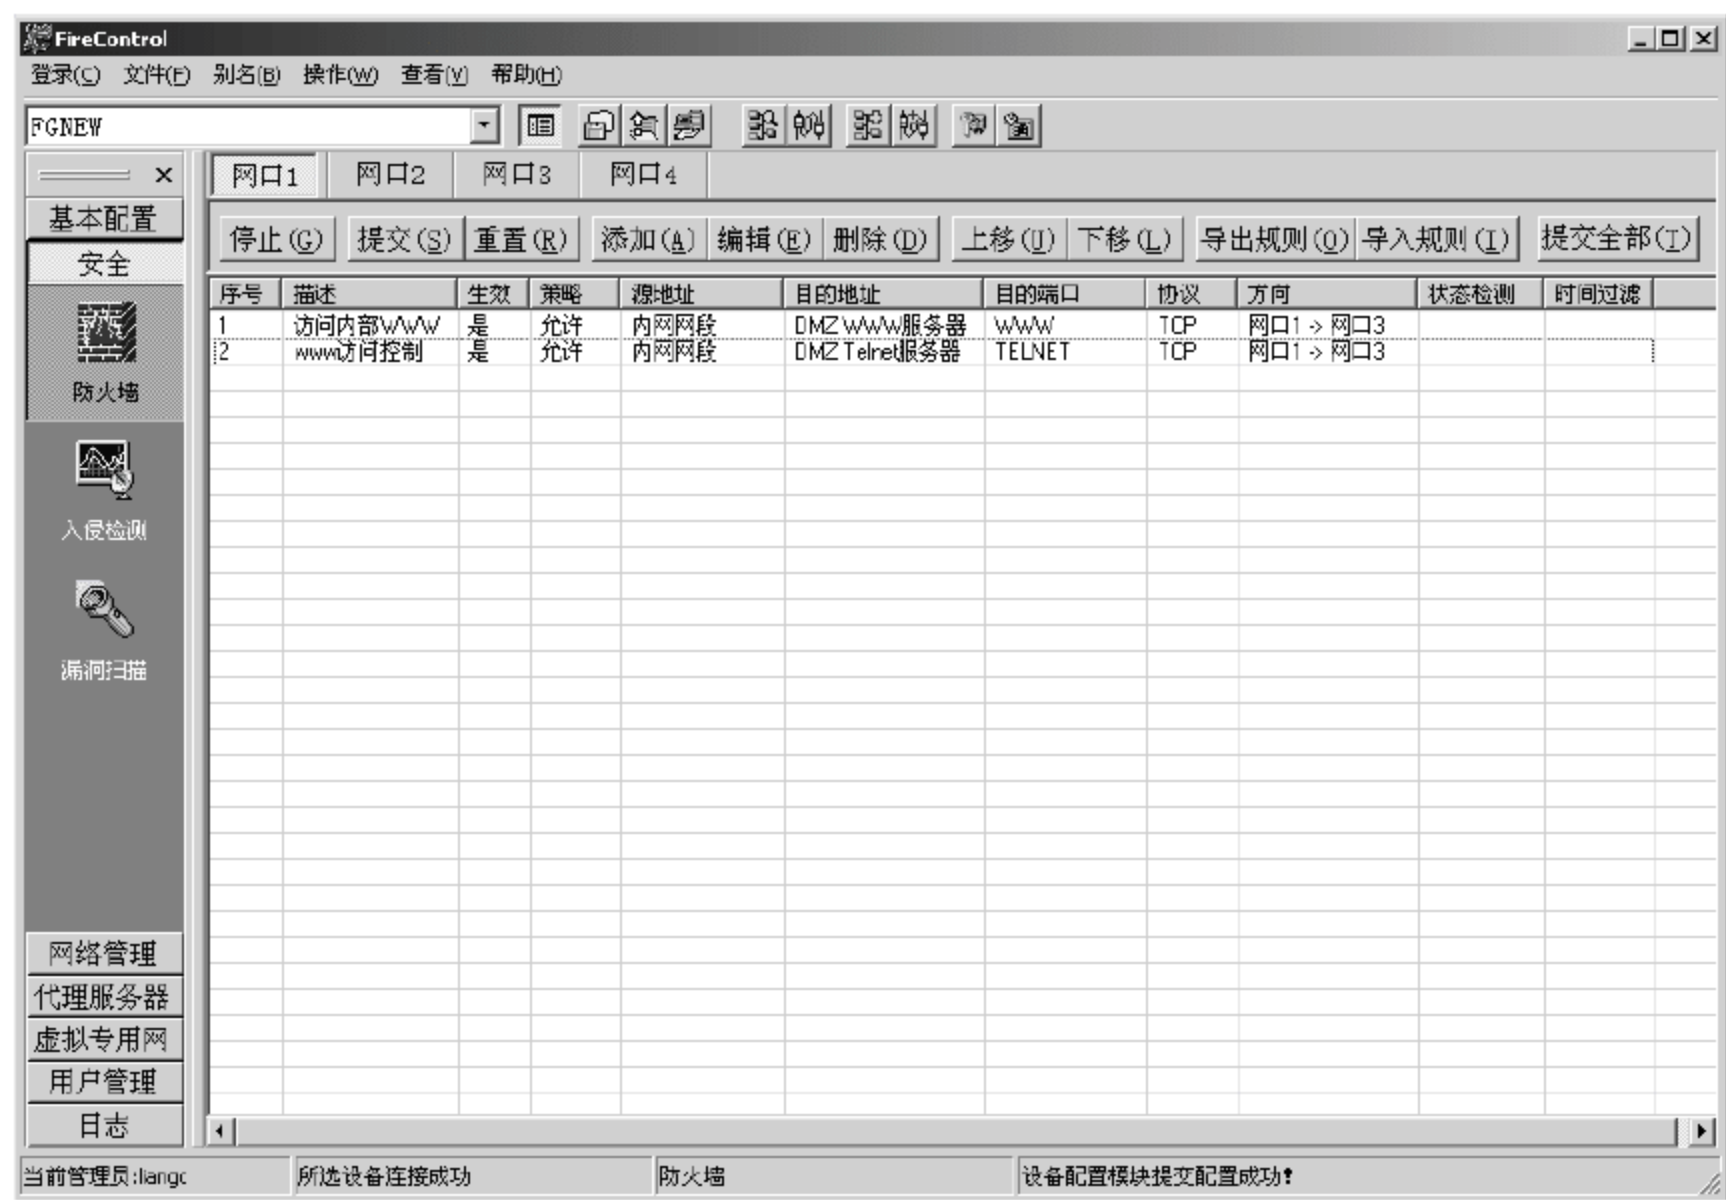 FireControl
登录(C) 文件(F) 别名(B) 操作(W) 查看(V) 帮助(H)
FGNEW
网口1 网口2 网口3 网口4
基本配置
安全
防火墙
入侵检测
漏洞扫描
网络管理
代理服务器
虚拟专用网
用户管理
日志
停止(G) 提交(S) 重置(R) 添加(A) 编辑(E) 删除(D) 上移(U) 下移(L) 导出规则(O) 导入规则(I) 提交全部(T)
序号 描述 生效 策略 源地址 目的地址 目的端口 协议 方向 状态检测 时间过滤
1 访问内部WWW 是 允许 内网网段 DMZ WWW服务器 WWW TCP 网口1 -> 网口3
2 www访问控制 是 允许 内网网段 DMZ Telnet服务器 TELNET TCP 网口1 -> 网口3
当前管理员:liangc 所选设备连接成功 防火墙 设备配置模块提交配置成功!